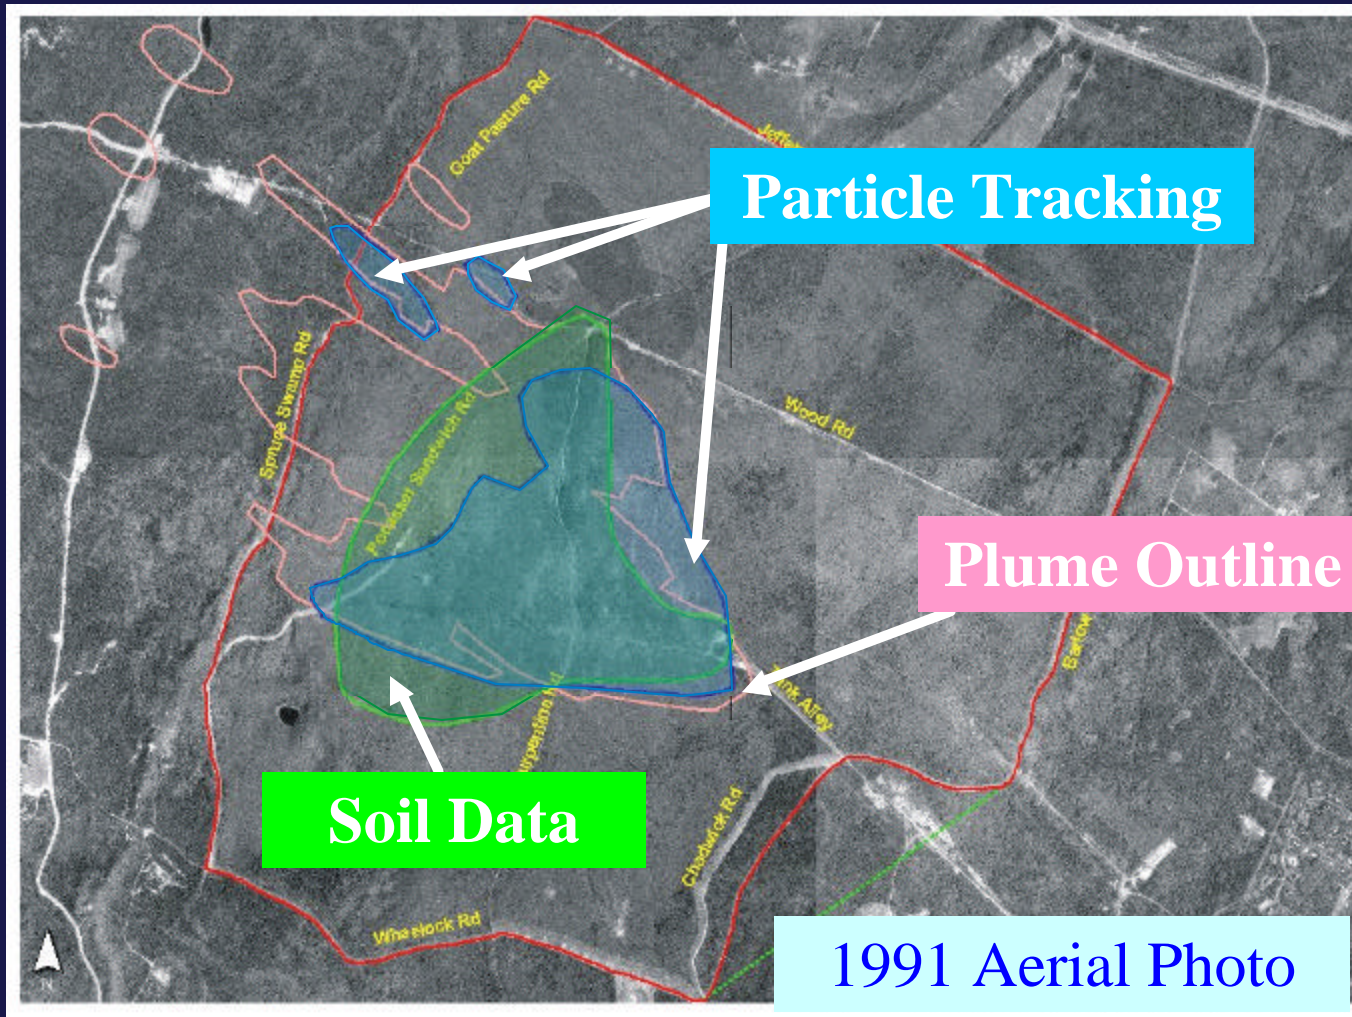 Goat Pasture Rd
Particle Tracking
Spruce Swamp Rd
Wood Rd
Plume Outline
Soil Data
Chadwick Rd
Wheelock Rd
1991 Aerial Photo
N